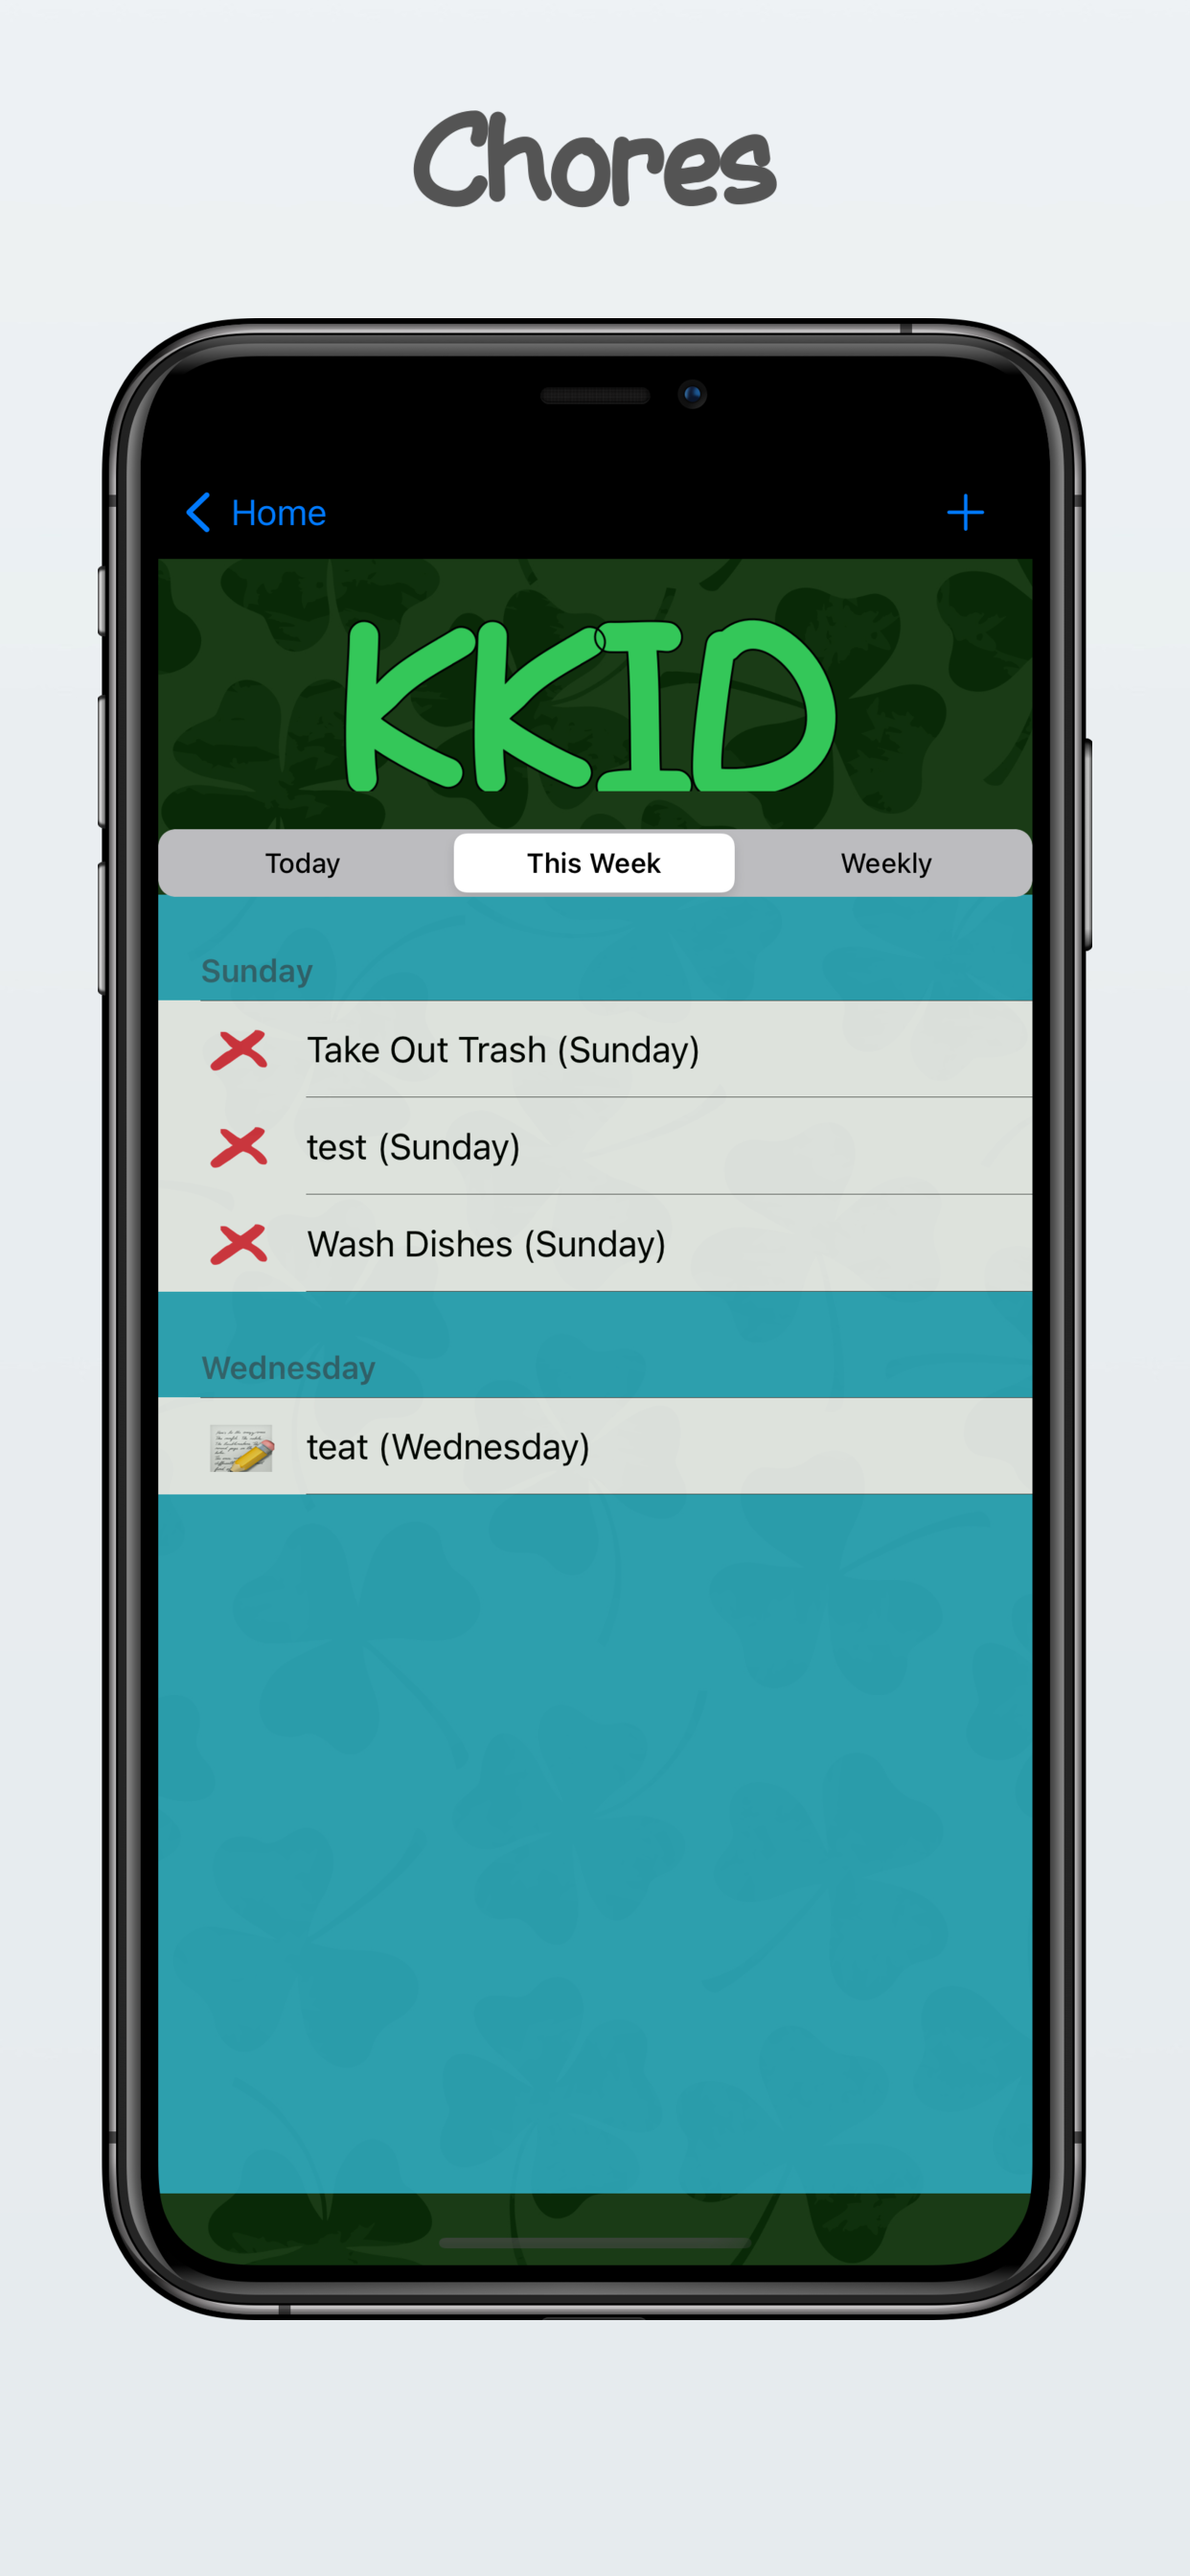 Chores
Home
KKID
Today This Week Weekly
Sunday
Take Out Trash (Sunday)
test (Sunday)
Wash Dishes (Sunday)
Wednesday
teat (Wednesday)